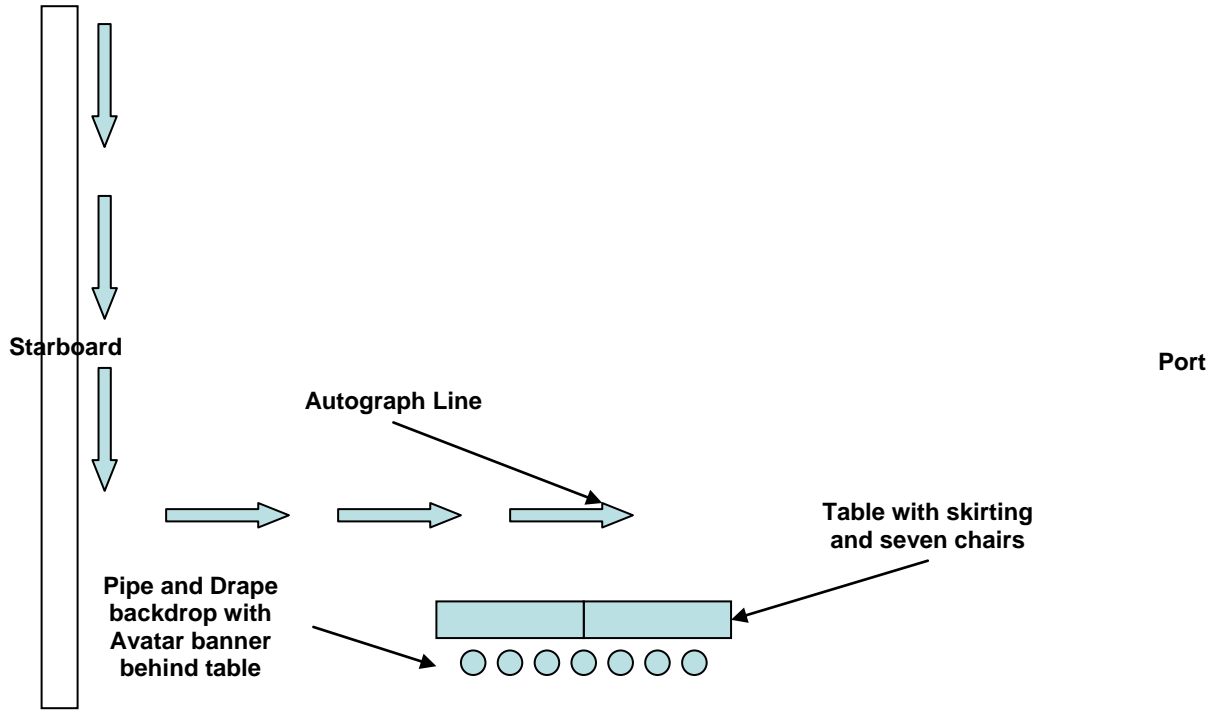 Starboard
Port
Autograph Line
Table with skirting
and seven chairs
Pipe and Drape
backdrop with
Avatar banner
behind table